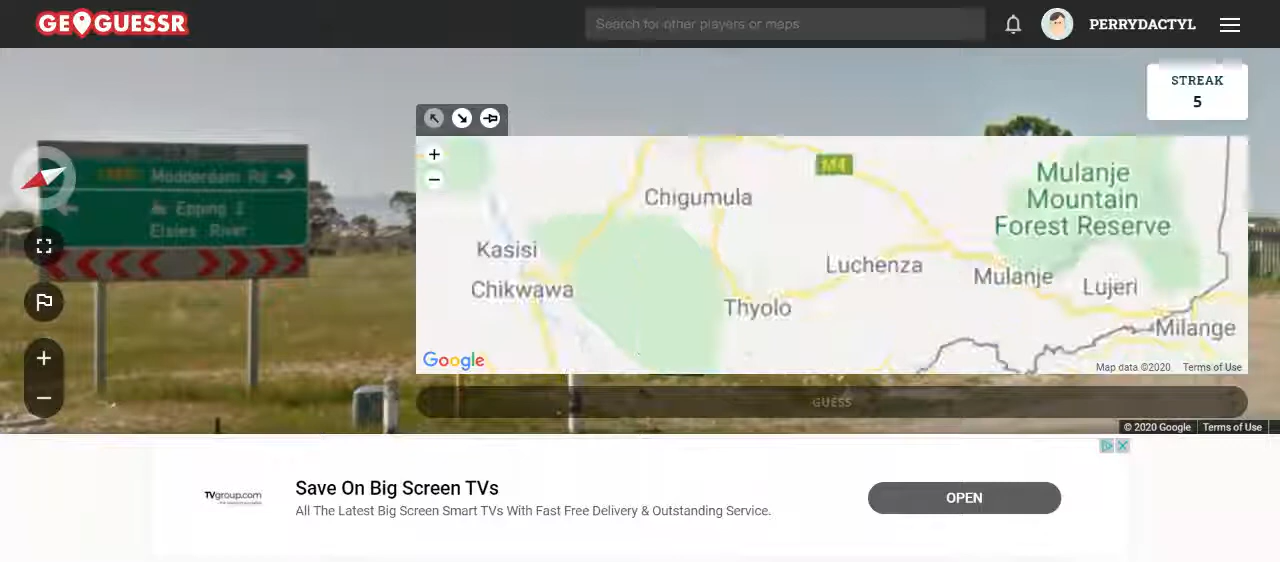 GEOGUESSR
Search for other players or maps
PERRYDACTYL
STREAK
5
Modderdam Rd
Epping 2
Elsies River
M4
Mulanje
Mountain
Forest Reserve
Chigumula
Kasisi
Chikwawa
Luchenza
Mulanje
Lujeri
Thyolo
Milange
Google
Map data ©2020
Terms of Use
GUESS
© 2020 Google
Terms of Use
TVgroup.com
Save On Big Screen TVs
All The Latest Big Screen Smart TVs With Fast Free Delivery & Outstanding Service.
OPEN